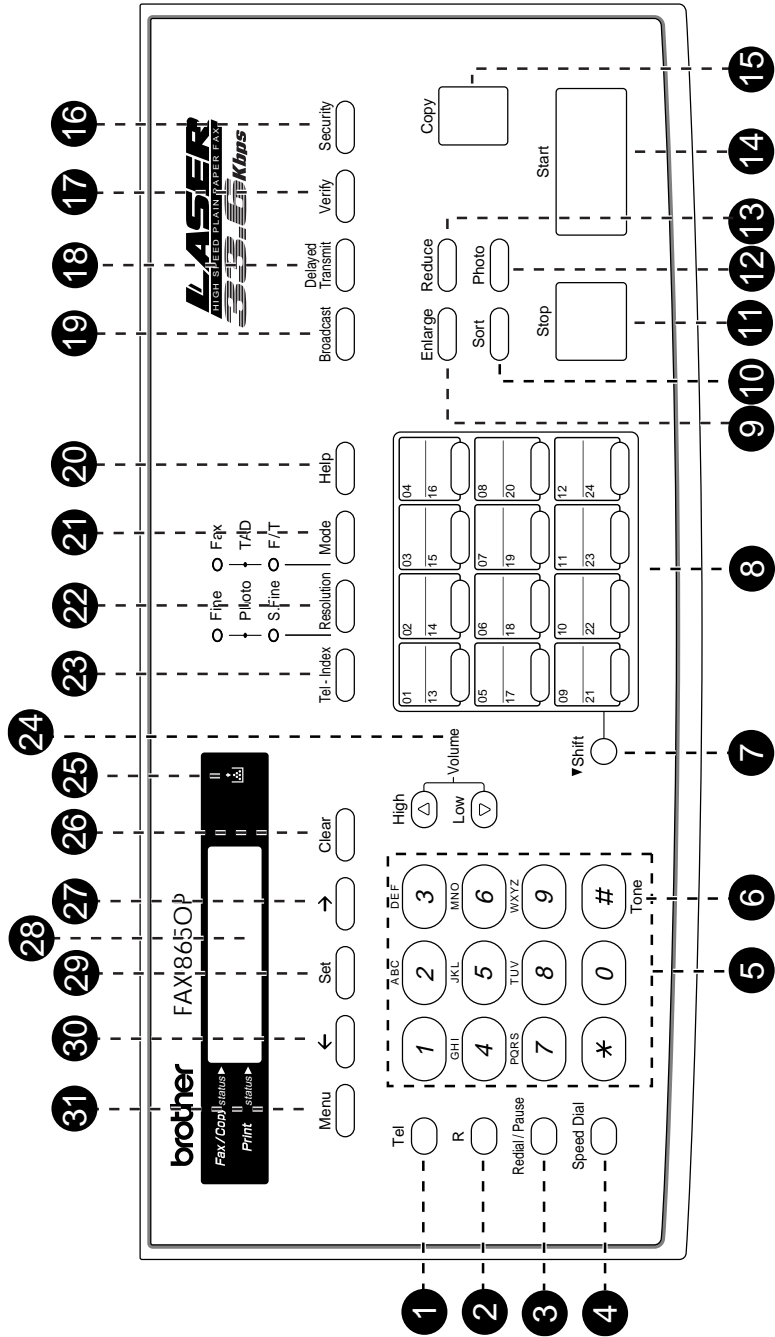 28
24
31
30
29
27
26
25
23
22
21
20
19
18
17
16
brother
FAX8650P
LASER
HIGH SPEED PLAIN PAPER FAX
33.6Kbps
Fax/Copy status▶
Print status▶
Fine
Photo
S.Fine
Fax
TAD
F/T
Menu
←
Set
→
Clear
Tel-Index
Resolution
Mode
Help
Broadcast
Delayed
Transmit
Verify
Security
Tel
R
Redial/Pause
Speed Dial
1
ABC
2
DEF
3
GHI
4
JKL
5
MNO
6
PQRS
7
TUV
8
WXYZ
9
*
0
#
Tone
High
Low
Volume
▼Shift
01
13
02
14
03
15
04
16
05
17
06
18
07
19
08
20
09
21
10
22
11
23
12
24
Enlarge
Reduce
Sort
Photo
Copy
Stop
Start
1
2
3
4
5
6
7
8
9
10
11
12
13
14
15